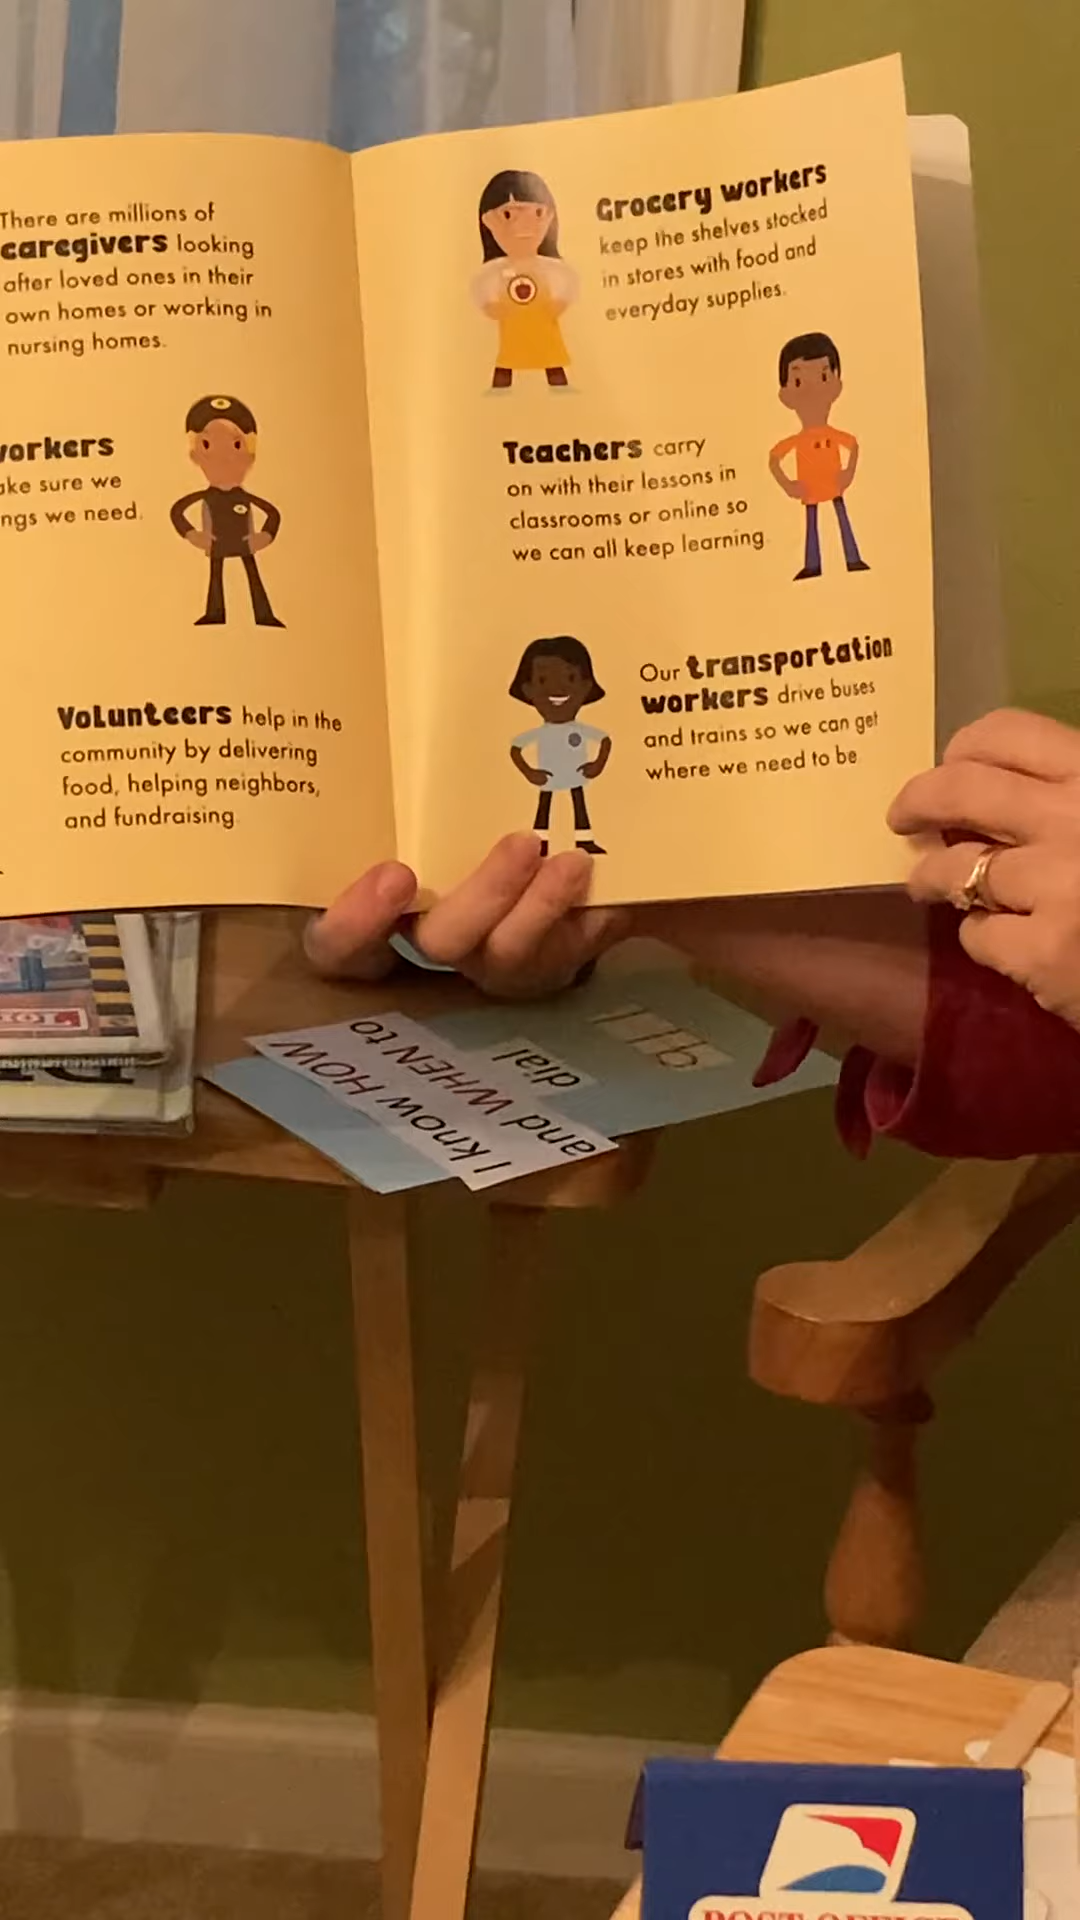 There are millions of
caregivers looking
after loved ones in their
own homes or working in
nursing homes.
sure we
we need.
Volunteers help in the
community by delivering
food, helping neighbors,
and fundraising.
Grocery workers
keep the shelves stocked
in stores with food and
everyday supplies.
Teachers carry
on with their lessons in
classrooms or online so
we can all keep learning.
Our transportation
workers drive buses
and trains so we can get
where we need to be
I know HOW
and WHEN to
dial
911
POST OFFICE